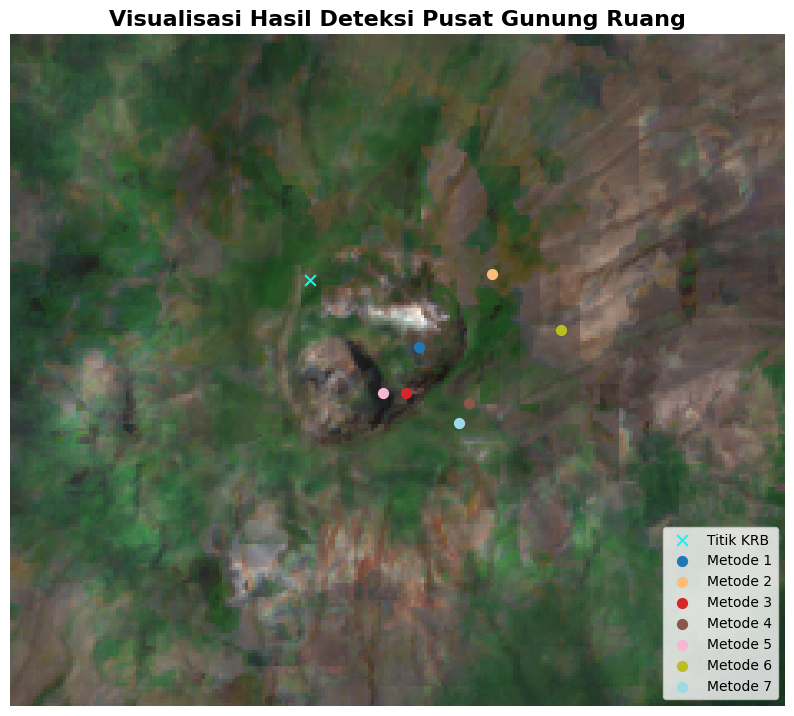 Visualisasi Hasil Deteksi Pusat Gunung Ruang
Titik KRB
Metode 1
Metode 2
Metode 3
Metode 4
Metode 5
Metode 6
Metode 7